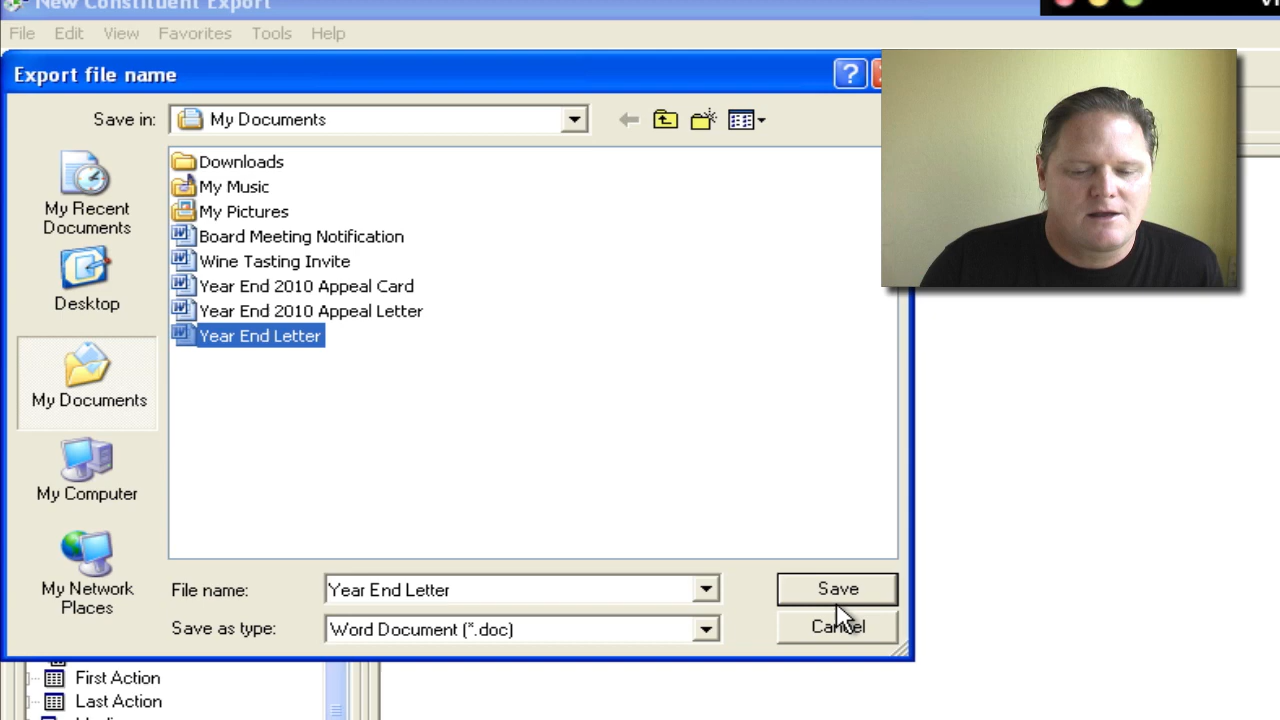 New Constituent Export
File Edit View Favorites Tools Help
Export file name
Save in: My Documents
My Recent
Documents
Desktop
My Documents
My Computer
My Network
Places
Downloads
My Music
My Pictures
Board Meeting Notification
Wine Tasting Invite
Year End 2010 Appeal Card
Year End 2010 Appeal Letter
Year End Letter
File name: Year End Letter Save
Save as type: Word Document (*.doc) Cancel
First Action
Last Action